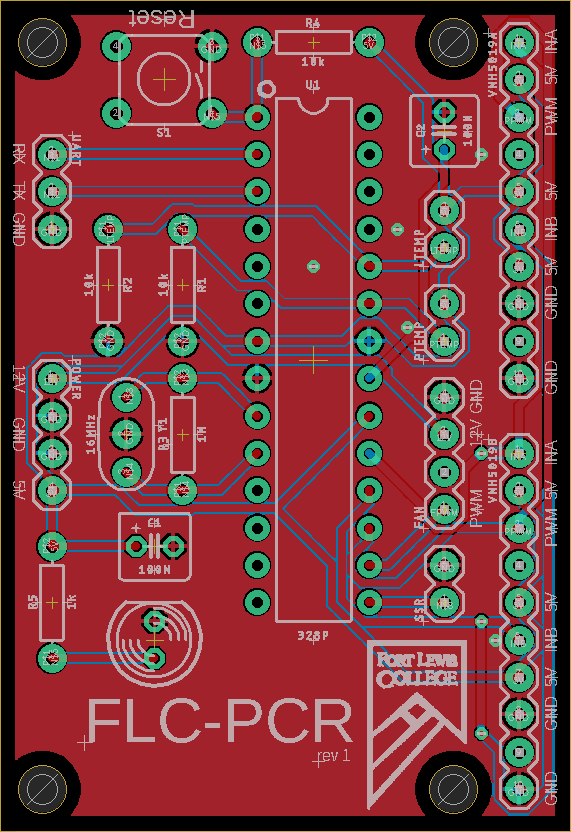 Reset
R4
10k
U1
S1
C2
100N
VNH5019A
INA
5V
PWM
5V
INB
5V
GND
GND
UART
RX
TX
GND
LTEMP
PTEMP
10k
R2
10k
R1
POWER
12V
GND
5V
16MHz
Y1
R3
1M
12V GND
FAN
PWM
VNH5019B
INA
5V
PWM
5V
INB
5V
GND
GND
SSR
C1
100N
R5
1k
328P
FORT LEWIS
COLLEGE
FLC-PCR
rev 1